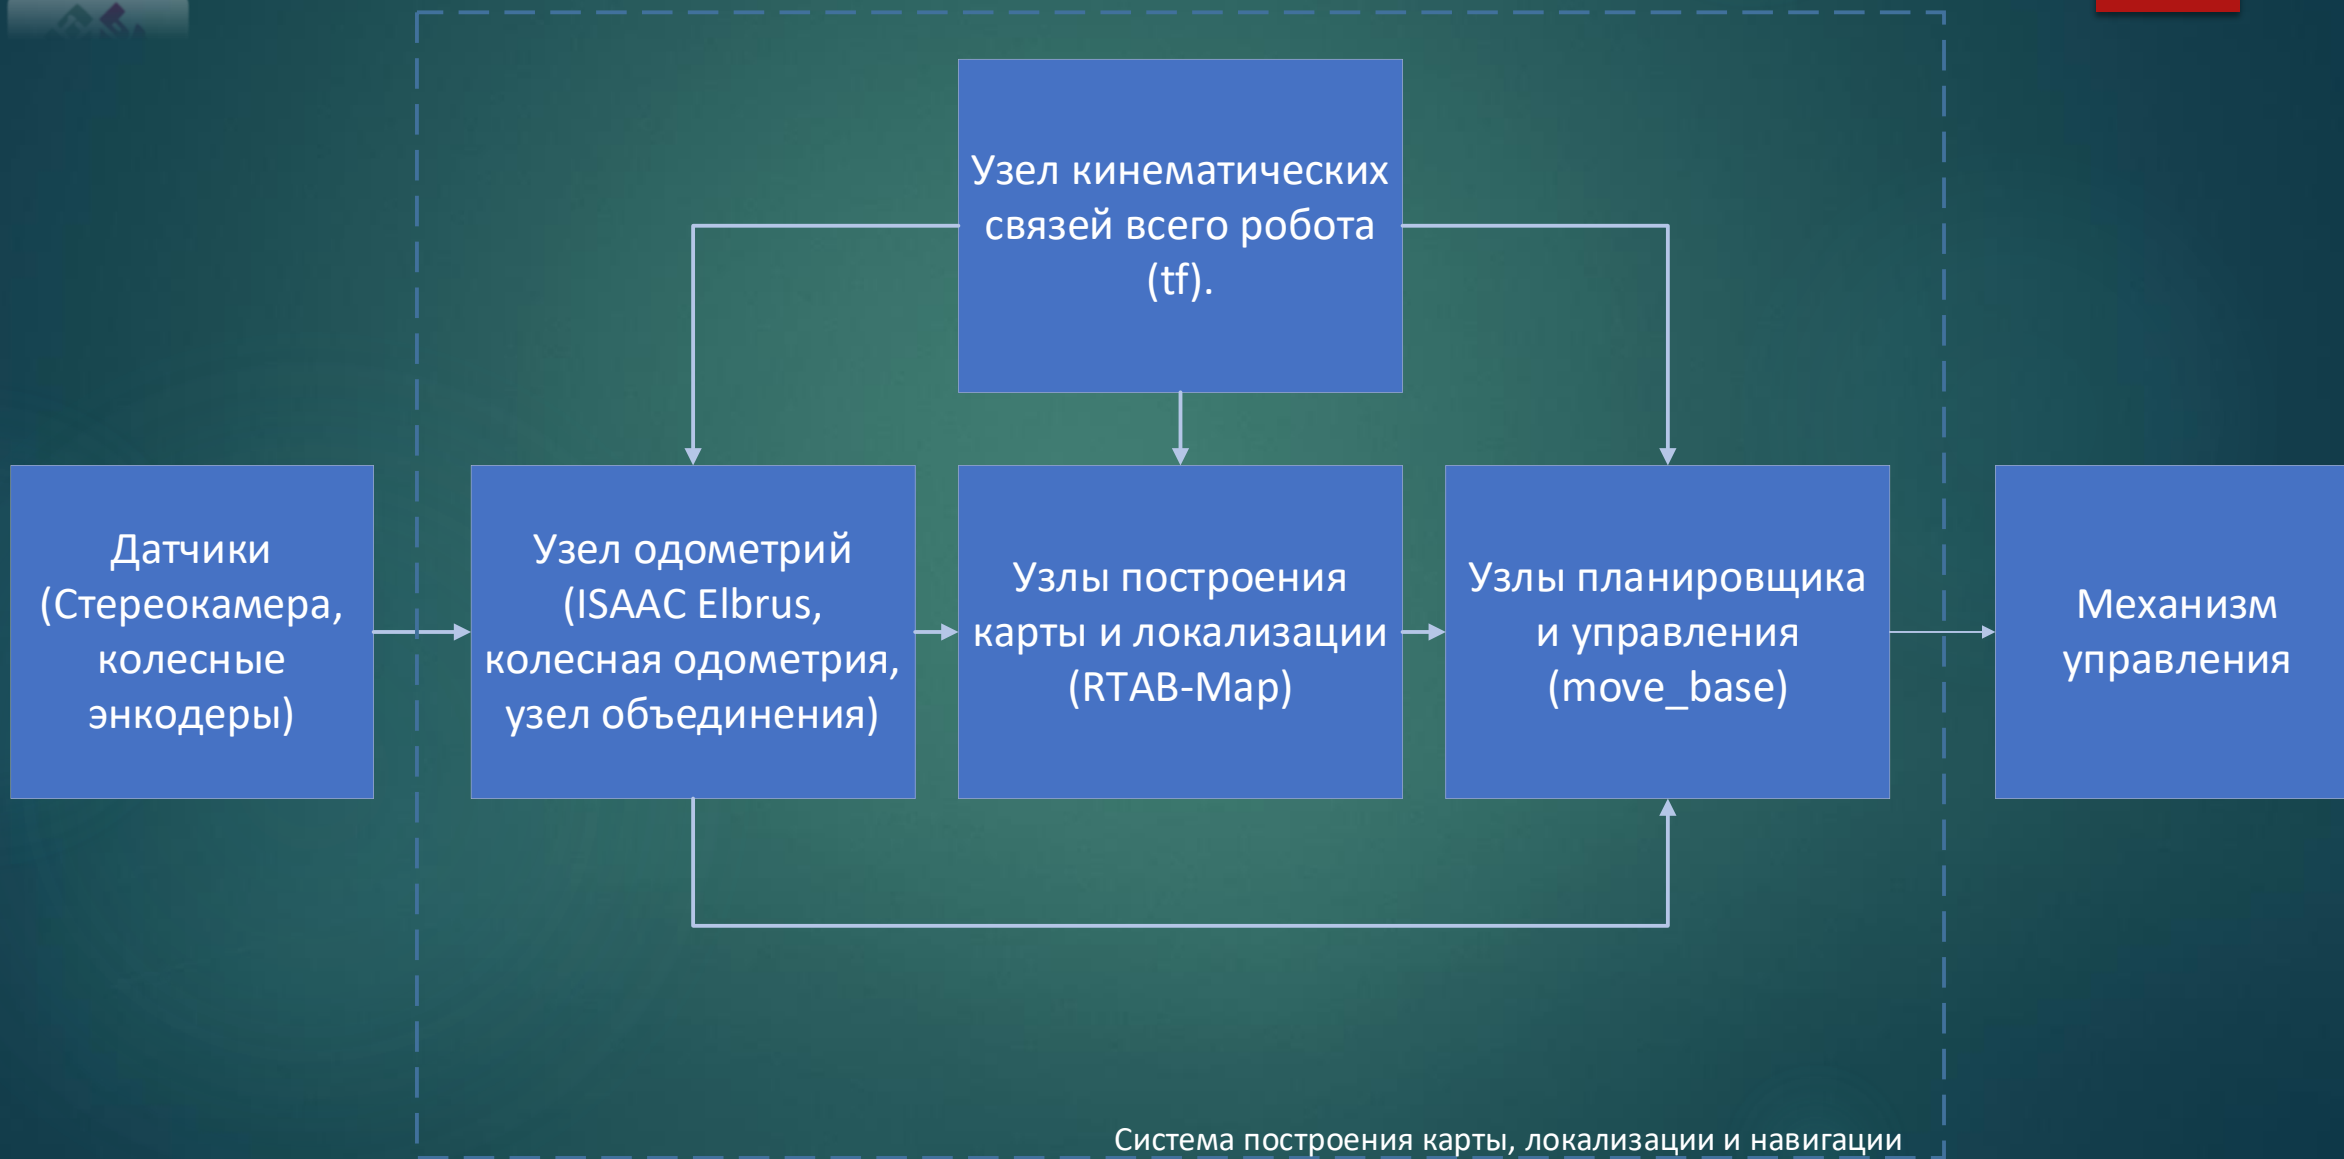 Узел кинематических
связей всего робота
(tf).
Датчики
(Стереокамера,
колесные
энкодеры)
Узел одометрий
(ISAAC Elbrus,
колесная одометрия,
узел объединения)
Узлы построения
карты и локализации
(RTAB-Map)
Узлы планировщика
и управления
(move_base)
Механизм
управления
Система построения карты, локализации и навигации